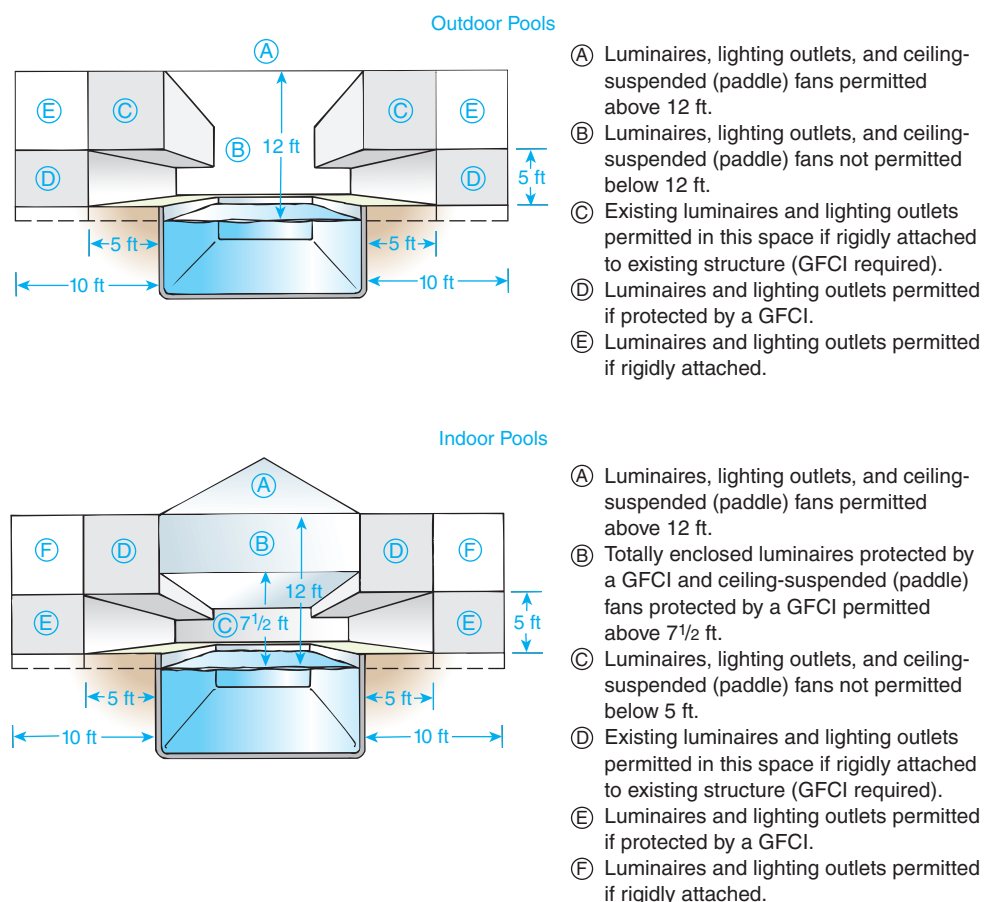 Outdoor Pools
A
E
C
B
12 ft
C
E
D
D
5 ft
5 ft
5 ft
10 ft
10 ft
A Luminaires, lighting outlets, and ceiling-
suspended (paddle) fans permitted
above 12 ft.
B Luminaires, lighting outlets, and ceiling-
suspended (paddle) fans not permitted
below 12 ft.
C Existing luminaires and lighting outlets
permitted in this space if rigidly attached
to existing structure (GFCI required).
D Luminaires and lighting outlets permitted
if protected by a GFCI.
E Luminaires and lighting outlets permitted
if rigidly attached.
Indoor Pools
A
F
D
B
D
F
12 ft
E
C 7 1/2 ft
E
5 ft
5 ft
5 ft
10 ft
10 ft
A Luminaires, lighting outlets, and ceiling-
suspended (paddle) fans permitted
above 12 ft.
B Totally enclosed luminaires protected by
a GFCI and ceiling-suspended (paddle)
fans protected by a GFCI permitted
above 7 1/2 ft.
C Luminaires, lighting outlets, and ceiling-
suspended (paddle) fans not permitted
below 5 ft.
D Existing luminaires and lighting outlets
permitted in this space if rigidly attached
to existing structure (GFCI required).
E Luminaires and lighting outlets permitted
if protected by a GFCI.
F Luminaires and lighting outlets permitted
if rigidly attached.